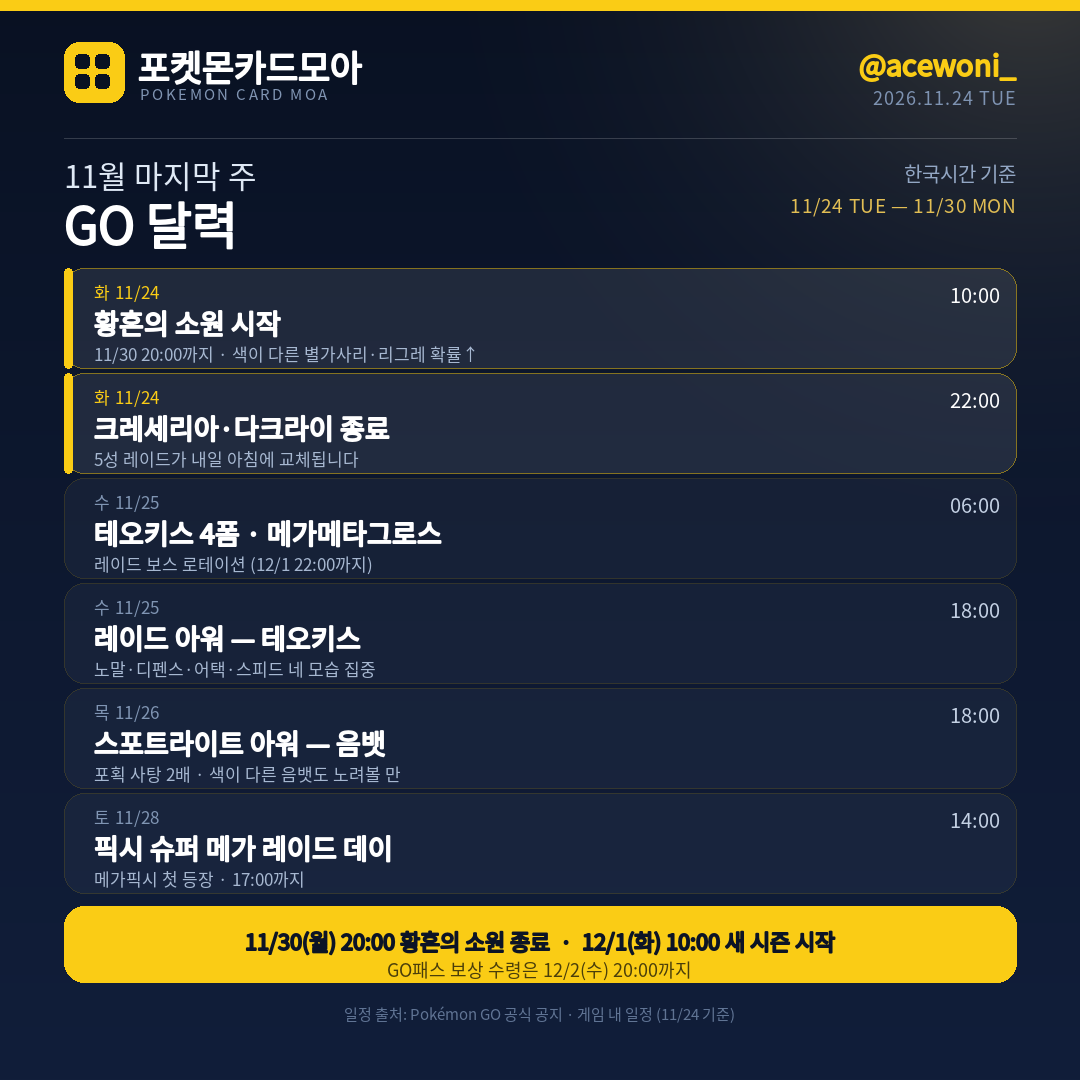 포켓몬카드모아
POKEMON CARD MOA
@acewoni_
2026.11.24 TUE
11월 마지막 주
GO 달력
한국시간 기준
11/24 TUE — 11/30 MON
화 11/24
10:00
황혼의 소원 시작
11/30 20:00까지 · 색이 다른 별가사리·리그레 확률↑
화 11/24
22:00
크레세리아·다크라이 종료
5성 레이드가 내일 아침에 교체됩니다
수 11/25
06:00
테오키스 4폼 · 메가메타그로스
레이드 보스 로테이션 (12/1 22:00까지)
수 11/25
18:00
레이드 아워 — 테오키스
노말·디펜스·어택·스피드 네 모습 집중
목 11/26
18:00
스포트라이트 아워 — 음뱃
포획 사탕 2배 · 색이 다른 음뱃도 노려볼 만
토 11/28
14:00
픽시 슈퍼 메가 레이드 데이
메가픽시 첫 등장 · 17:00까지
11/30(월) 20:00 황혼의 소원 종료 · 12/1(화) 10:00 새 시즌 시작
GO패스 보상 수령은 12/2(수) 20:00까지
일정 출처: Pokémon GO 공식 공지 · 게임 내 일정 (11/24 기준)